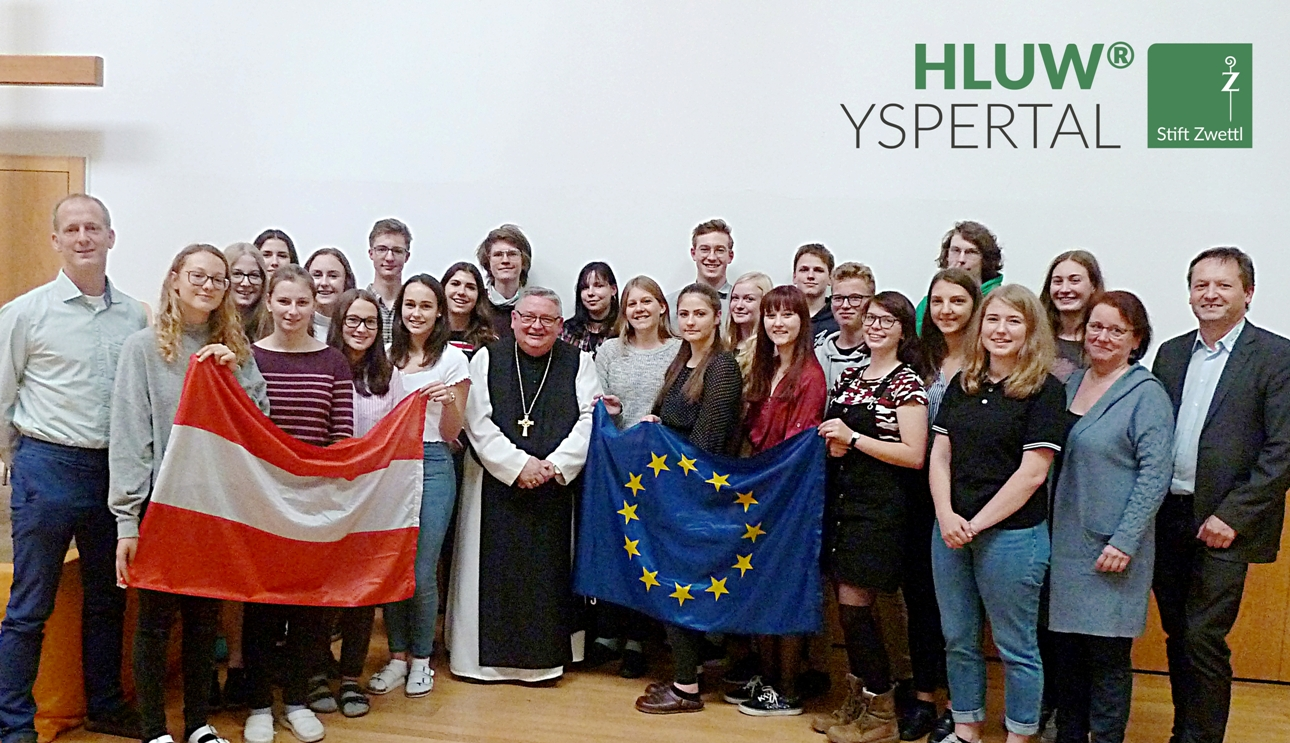 HLUW®
YSPERTAL
Z
Stift Zwettl